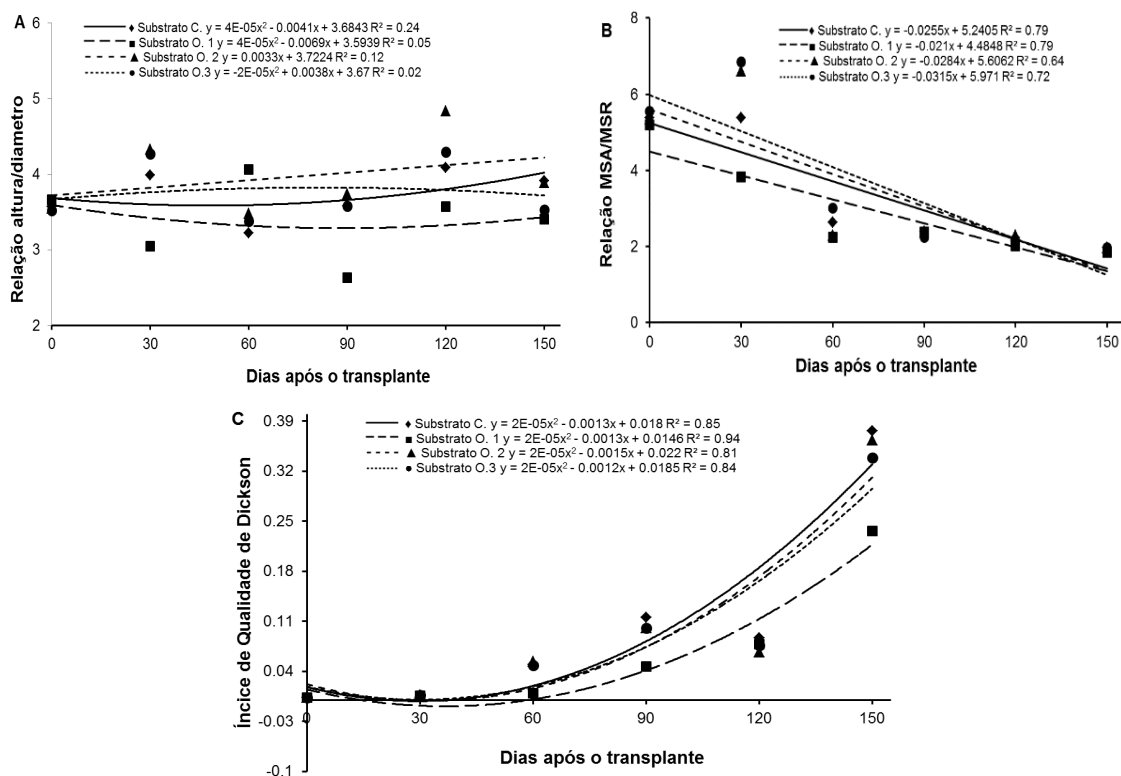 A
Substrato C. y = 4E-05x² - 0.0041x + 3.6843 R² = 0.24
Substrato O. 1 y = 4E-05x² - 0.0069x + 3.5939 R² = 0.05
Substrato O. 2 y = 0.0033x + 3.7224 R² = 0.12
Substrato O.3 y = -2E-05x² + 0.0038x + 3.67 R² = 0.02
Relação altura/diametro
6
5
4
3
2
0 30 60 90 120 150
Dias após o transplante
B
Substrato C. y = -0.0255x + 5.2405 R² = 0.79
Substrato O. 1 y = -0.021x + 4.4848 R² = 0.79
Substrato O. 2 y = -0.0284x + 5.6062 R² = 0.64
Substrato O.3 y = -0.0315x + 5.971 R² = 0.72
Relação MSA/MSR
8
6
4
2
0
0 30 60 90 120 150
Dias após o transplante
C
Substrato C. y = 2E-05x² - 0.0013x + 0.018 R² = 0.85
Substrato O. 1 y = 2E-05x² - 0.0013x + 0.0146 R² = 0.94
Substrato O. 2 y = 2E-05x² - 0.0015x + 0.022 R² = 0.81
Substrato O.3 y = 2E-05x² - 0.0012x + 0.0185 R² = 0.84
Íncice de Qualidade de Dickson
0.39
0.32
0.25
0.18
0.11
0.04
-0.03
-0.1
0 30 60 90 120 150
Dias após o transplante